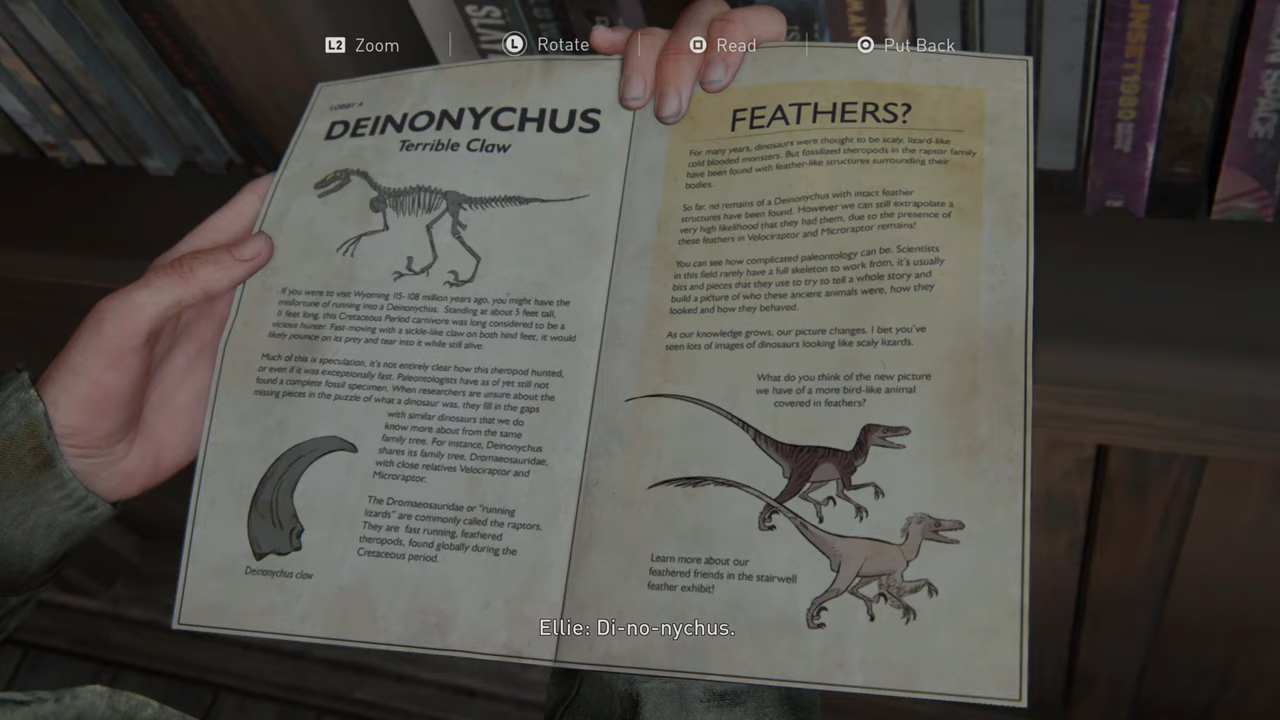 L2 Zoom
L Rotate
Read
Put Back
LOBBY A
DEINONYCHUS
Terrible Claw
If you were to visit Wyoming 115-108 million years ago, you might have the
misfortune of running into a Deinonychus. Standing at about 5 feet tall,
11 feet long, this Cretaceous Period carnivore was long considered to be a
vicious hunter. Fast-moving with a sickle-like claw on both hind feet, it would
likely pounce on its prey and tear into it while still alive.
Much of this is speculation, it's not entirely clear how this theropod hunted,
or even if it was exceptionally fast. Paleontologists have as of yet still not
found a complete fossil specimen. When researchers are unsure about the
missing pieces in the puzzle of what a dinosaur was, they fill in the gaps
with similar dinosaurs that we do
know more about from the same
family tree. For instance, Deinonychus
shares its family tree, Dromaeosauridae,
with close relatives Velociraptor and
Microraptor.
The Dromaeosauridae or "running
lizards" are commonly called the raptors.
They are fast running, feathered
theropods, found globally during the
Cretaceous period.
Deinonychus claw
FEATHERS?
For many years, dinosaurs were thought to be scaly, lizard-like
cold blooded monsters. But fossilized theropods in the raptor family
have been found with feather-like structures surrounding their
bodies.
So far, no remains of a Deinonychus with intact feather
structures have been found. However we can still extrapolate a
very high likelihood that they had them, due to the presence of
these feathers in Velociraptor and Microraptor remains!
You can see how complicated paleontology can be. Scientists
in this field rarely have a full skeleton to work from, it's usually
bits and pieces that they use to try to tell a whole story and
build a picture of who these ancient animals were, how they
looked and how they behaved.
As our knowledge grows, our picture changes. I bet you've
seen lots of images of dinosaurs looking like scaly lizards.
What do you think of the new picture
we have of a more bird-like animal
covered in feathers?
Learn more about our
feathered friends in the stairwell
feather exhibit!
Ellie: Di-no-nychus.